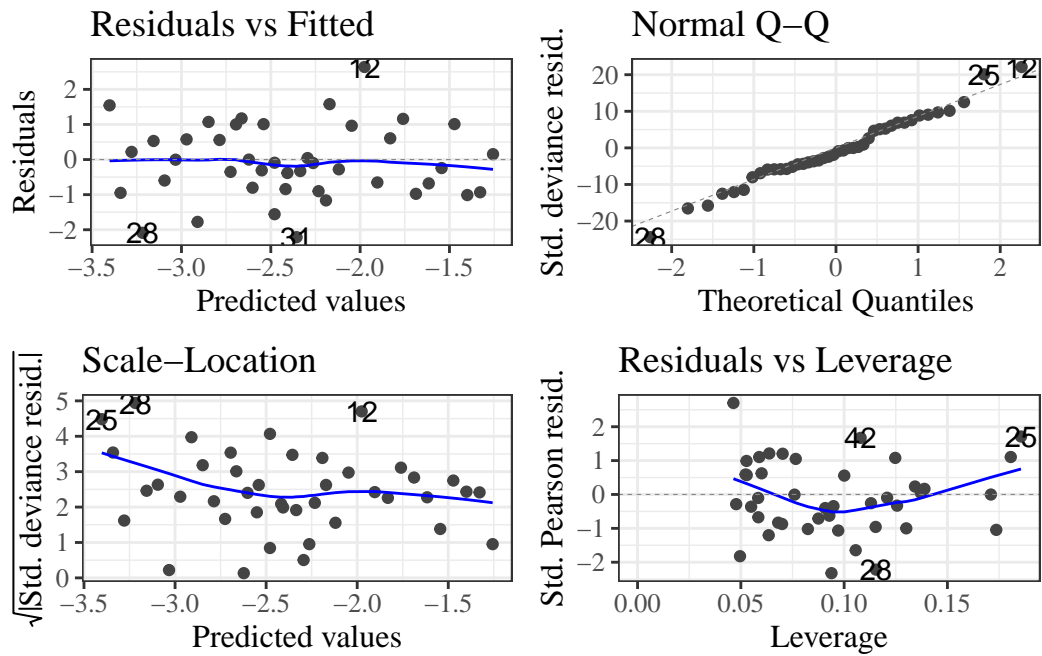 Residuals vs Fitted
Residuals
2
1
0
−1
−2
12
28
31
−3.5 −3.0 −2.5 −2.0 −1.5
Predicted values
Normal Q−Q
Std. deviance resid.
20
10
0
−10
−20
25
12
28
−2 −1 0 1 2
Theoretical Quantiles
Scale−Location
√|Std. deviance resid.|
5
4
3
2
1
0
25
28
12
−3.5 −3.0 −2.5 −2.0 −1.5
Predicted values
Residuals vs Leverage
Std. Pearson resid.
2
1
0
−1
−2
42
25
28
0.00 0.05 0.10 0.15
Leverage